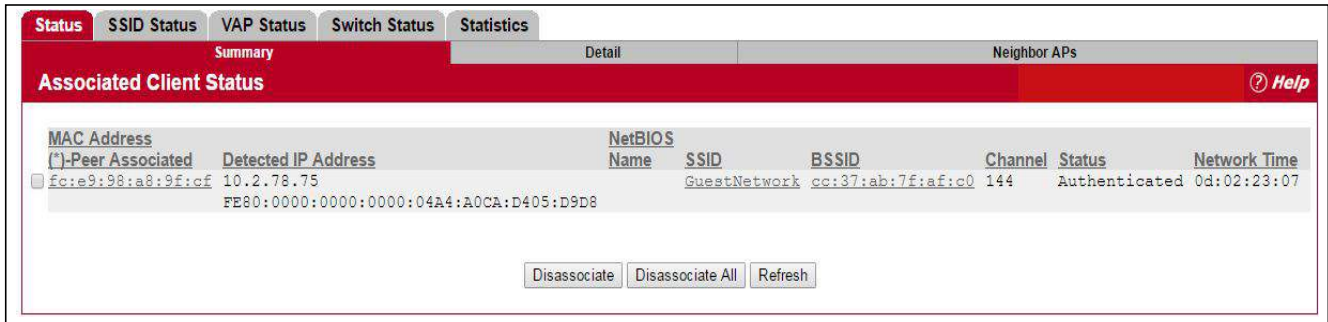 Status SSID Status VAP Status Switch Status Statistics
Summary Detail Neighbor APs
Associated Client Status ? Help
MAC Address NetBIOS
(*)-Peer Associated Detected IP Address Name SSID BSSID Channel Status Network Time
fc:e9:98:a8:9f:cf 10.2.78.75 GuestNetwork cc:37:ab:7f:af:c0 144 Authenticated 0d:02:23:07
FE80:0000:0000:0000:04A4:A0CA:D405:D9D8
Disassociate Disassociate All Refresh